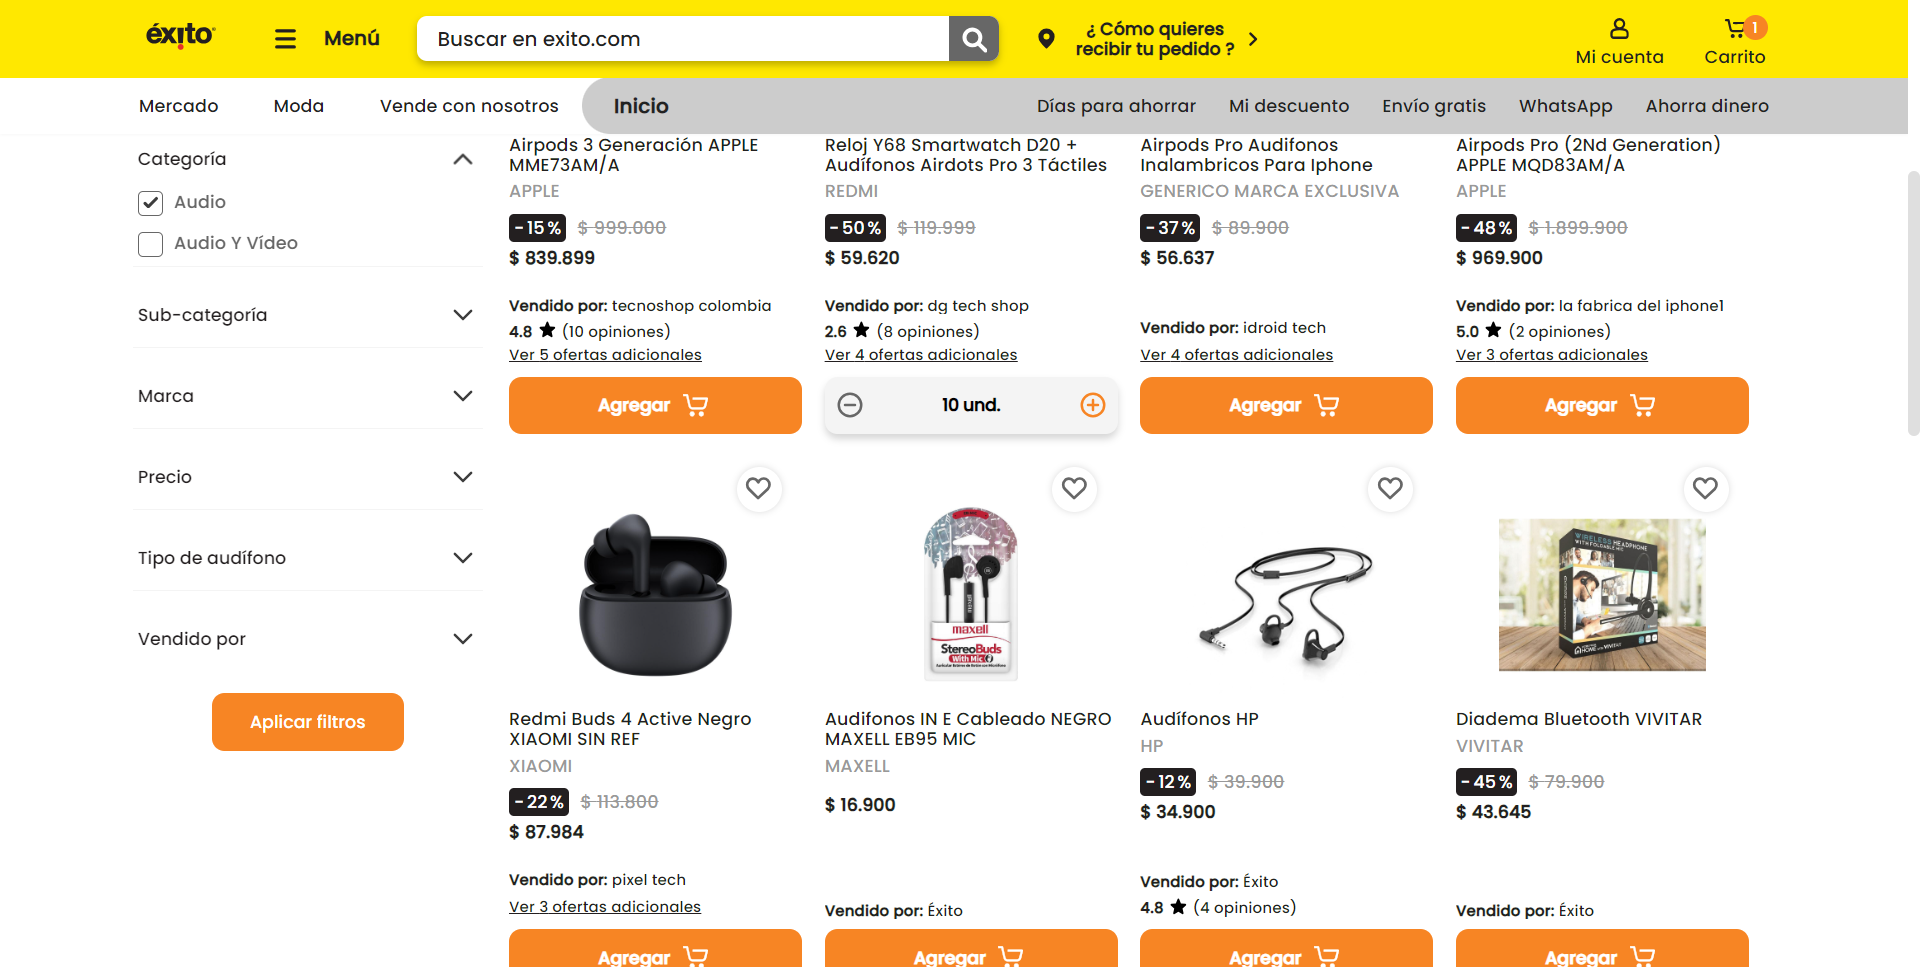 éxito
Menú
Buscar en exito.com
¿ Cómo quieres
recibir tu pedido ?
Mi cuenta
1
Carrito
Mercado
Moda
Vende con nosotros
Inicio
Días para ahorrar
Mi descuento
Envío gratis
WhatsApp
Ahorra dinero
Categoría
Audio
Audio Y Vídeo
Sub-categoría
Marca
Precio
Tipo de audífono
Vendido por
Aplicar filtros
Airpods 3 Generación APPLE
MME73AM/A
APPLE
-15% $ 999.000
$ 839.899
Vendido por: tecnoshop colombia
4.8 (10 opiniones)
Ver 5 ofertas adicionales
Agregar
Reloj Y68 Smartwatch D20 +
Audífonos Airdots Pro 3 Táctiles
REDMI
-50% $ 119.999
$ 59.620
Vendido por: dg tech shop
2.6 (8 opiniones)
Ver 4 ofertas adicionales
10 und.
Airpods Pro Audifonos
Inalambricos Para Iphone
GENERICO MARCA EXCLUSIVA
-37% $ 89.900
$ 56.637
Vendido por: idroid tech
Ver 4 ofertas adicionales
Agregar
Airpods Pro (2Nd Generation)
APPLE MQD83AM/A
APPLE
-48% $ 1.899.900
$ 969.900
Vendido por: la fabrica del iphone1
5.0 (2 opiniones)
Ver 3 ofertas adicionales
Agregar
Redmi Buds 4 Active Negro
XIAOMI SIN REF
XIAOMI
-22% $ 113.800
$ 87.984
Vendido por: pixel tech
Ver 3 ofertas adicionales
Agregar
maxell
StereoBuds
With Mic
Audifonos IN E Cableado NEGRO
MAXELL EB95 MIC
MAXELL
$ 16.900
Vendido por: Éxito
Agregar
Audífonos HP
HP
-12% $ 39.900
$ 34.900
Vendido por: Éxito
4.8 (4 opiniones)
Agregar
WIRELESS HEADPHONE
WITH FOLDABLE MIC
Diadema Bluetooth VIVITAR
VIVITAR
-45% $ 79.900
$ 43.645
Vendido por: Éxito
Agregar